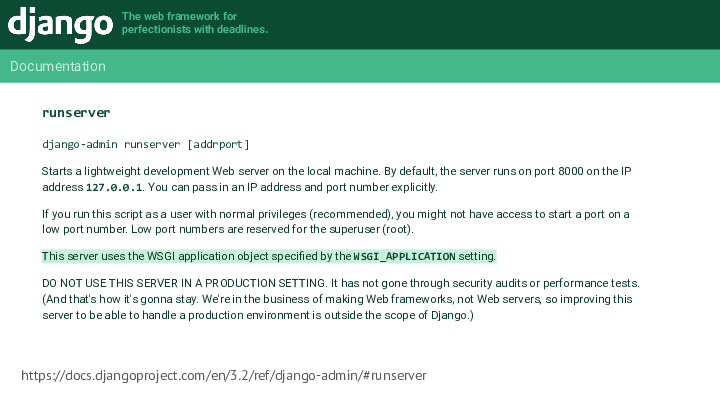 django The web framework for
perfectionists with deadlines.
Documentation
runserver
django-admin runserver [addrport]
Starts a lightweight development Web server on the local machine. By default, the server runs on port 8000 on the IP
address 127.0.0.1. You can pass in an IP address and port number explicitly.
If you run this script as a user with normal privileges (recommended), you might not have access to start a port on a
low port number. Low port numbers are reserved for the superuser (root).
This server uses the WSGI application object specified by the WSGI_APPLICATION setting.
DO NOT USE THIS SERVER IN A PRODUCTION SETTING. It has not gone through security audits or performance tests.
(And that's how it's gonna stay. We're in the business of making Web frameworks, not Web servers, so improving this
server to be able to handle a production environment is outside the scope of Django.)
https://docs.djangoproject.com/en/3.2/ref/django-admin/#runserver